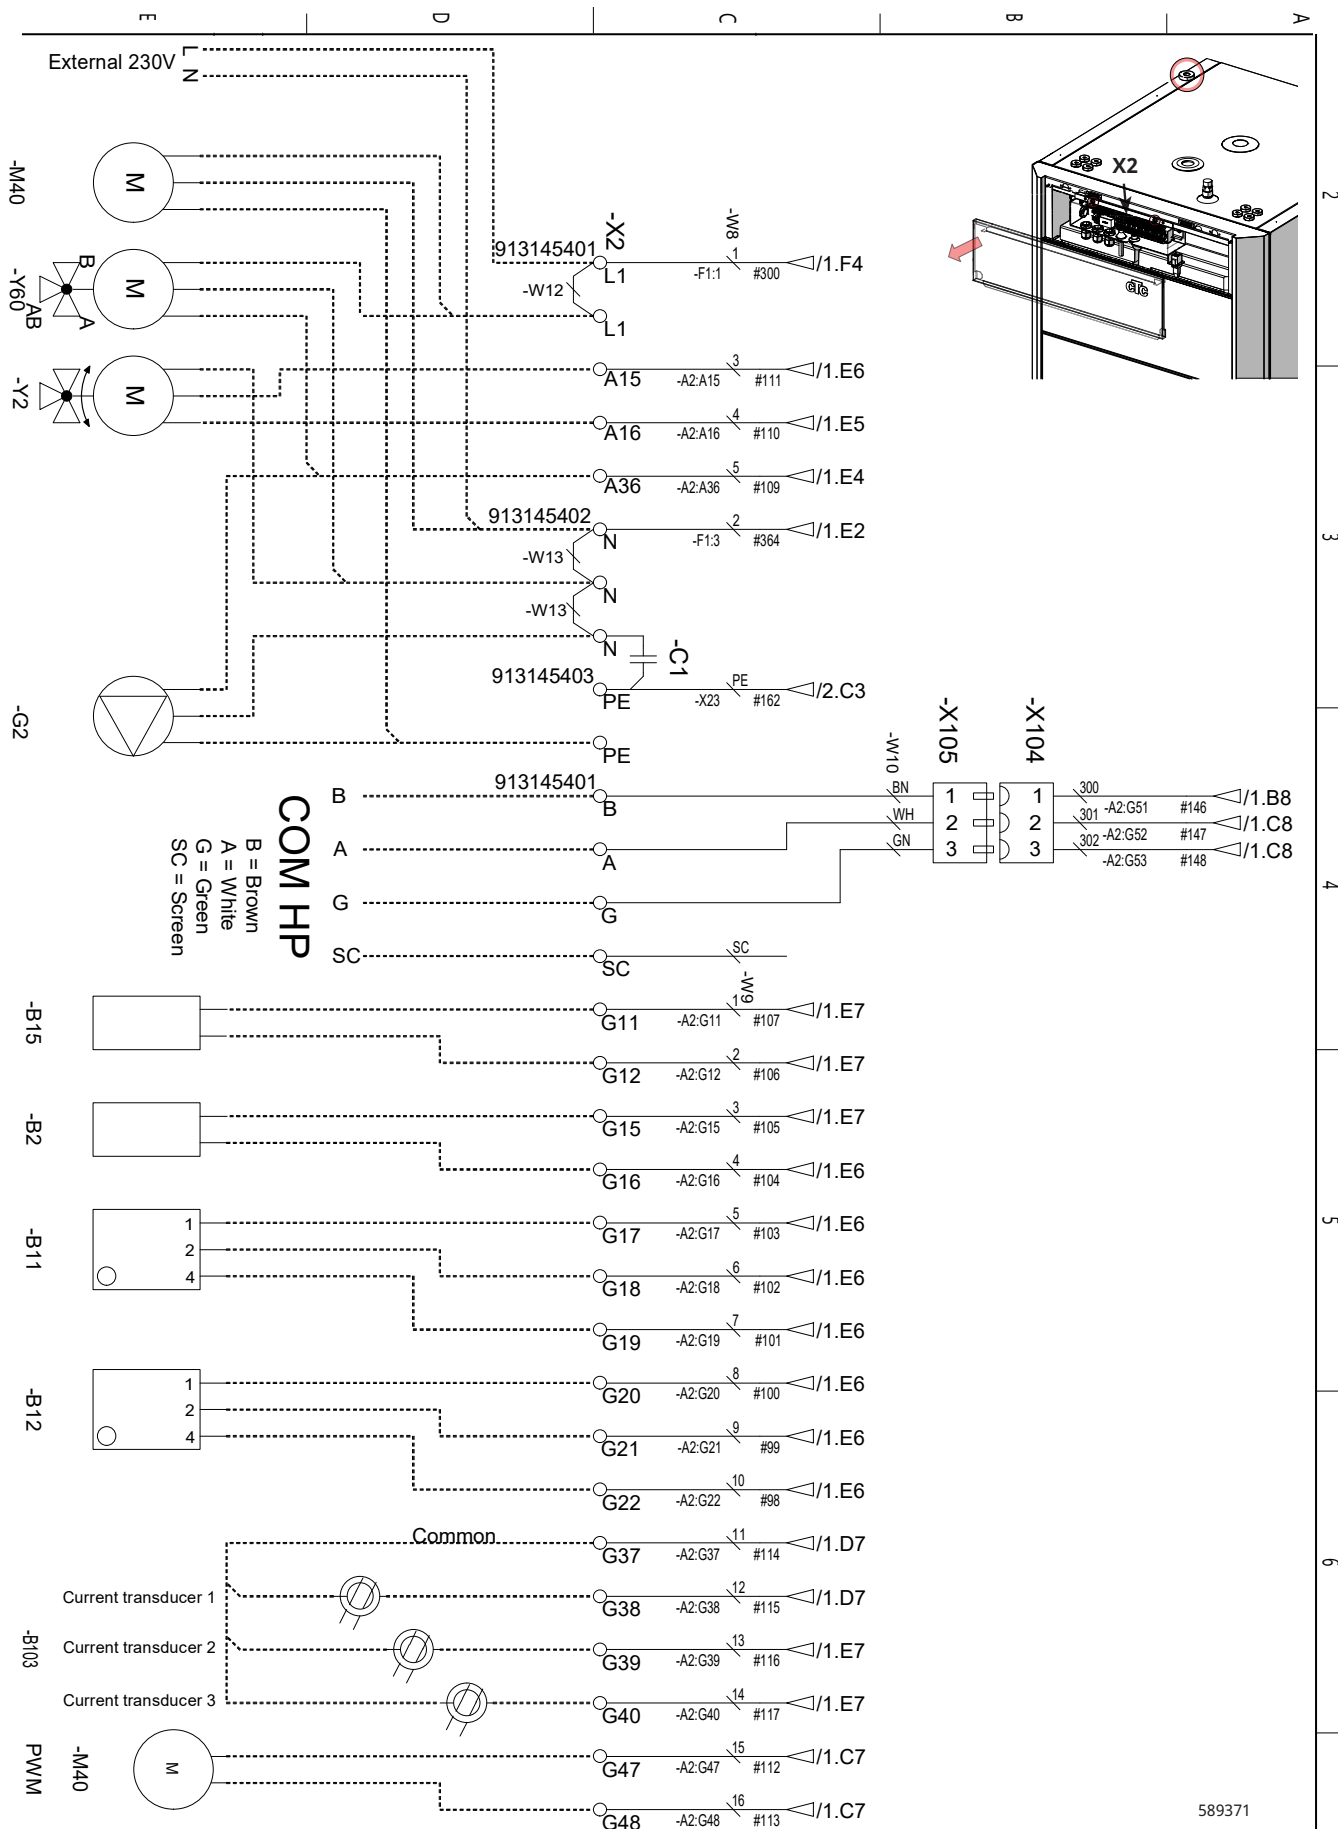 E D C B A
External 230V
L
N
-M40
M
-Y60
B
A
AB
M
-Y2
M
-G2
-X2
-W8
913145401
L1
-F1:1
1
#300
/1.F4
-W12
L1
A15
-A2:A15
3
#111
/1.E6
A16
-A2:A16
4
#110
/1.E5
A36
-A2:A36
5
#109
/1.E4
913145402
N
-F1:3
2
#364
/1.E2
-W13
N
-W13
N
-C1
913145403
PE
-X23
PE
#162
/2.C3
PE
X2
cTc
2
3
4
5
6
-X105
-X104
-W10
COM HP
B = Brown
A = White
G = Green
SC = Screen
B
913145401
B
BN
1
1
300
-A2:G51
#146
/1.B8
A
A
WH
2
2
301
-A2:G52
#147
/1.C8
GN
3
3
302
-A2:G53
#148
/1.C8
G
G
SC
SC
SC
-W9
-B15
G11
-A2:G11
1
#107
/1.E7
G12
-A2:G12
2
#106
/1.E7
-B2
G15
-A2:G15
3
#105
/1.E7
G16
-A2:G16
4
#104
/1.E6
-B11
1
2
4
G17
-A2:G17
5
#103
/1.E6
G18
-A2:G18
6
#102
/1.E6
G19
-A2:G19
7
#101
/1.E6
-B12
1
2
4
G20
-A2:G20
8
#100
/1.E6
G21
-A2:G21
9
#99
/1.E6
G22
-A2:G22
10
#98
/1.E6
Common
G37
-A2:G37
11
#114
/1.D7
-B103
Current transducer 1
G38
-A2:G38
12
#115
/1.D7
Current transducer 2
G39
-A2:G39
13
#116
/1.E7
Current transducer 3
G40
-A2:G40
14
#117
/1.E7
PWM
-M40
M
G47
-A2:G47
15
#112
/1.C7
G48
-A2:G48
16
#113
/1.C7
589371